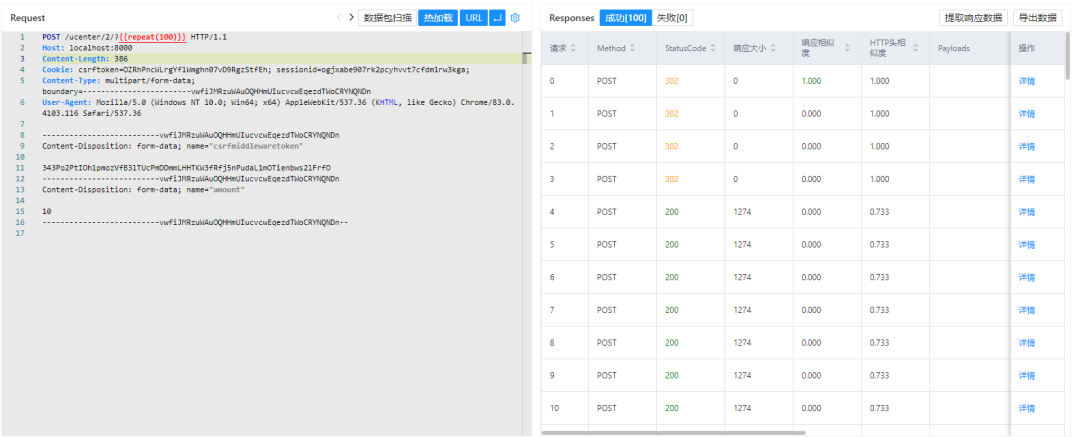 Request
数据包扫描
热加载
URL
1 POST /ucenter/2/?{{repeat(100)}} HTTP/1.1
2 Host: localhost:8000
3 Content-Length: 386
4 Cookie: csrftoken=OZRhPncWLrgYf1Wmghn07vD9RgzStfEh; sessionid=ogjxabe907rk2pcyhvvt7cfdm1rw3kga;
5 Content-Type: multipart/form-data;
boundary=--------------------------vwfiJMRzuWAuOQHHmUIucvcwEqezdTWoCRYNQNDn
6 User-Agent: Mozilla/5.0 (Windows NT 10.0; Win64; x64) AppleWebKit/537.36 (KHTML, like Gecko) Chrome/83.0.
4103.116 Safari/537.36
7
8 ----------------------------vwfiJMRzuWAuOQHHmUIucvcwEqezdTWoCRYNQNDn
9 Content-Disposition: form-data; name="csrfmiddlewaretoken"
10
11 343Po2PtIOh1pmozVfB31TUcPmDDmmLHHTKW3fRfj5nPudaL1mOTienbws21FrfO
12 ----------------------------vwfiJMRzuWAuOQHHmUIucvcwEqezdTWoCRYNQNDn
13 Content-Disposition: form-data; name="amount"
14
15 10
16 ----------------------------vwfiJMRzuWAuOQHHmUIucvcwEqezdTWoCRYNQNDn--
17
Responses 成功[100] 失败[0] 提取响应数据 导出数据
请求 Method StatusCode 响应大小 响应相似度 HTTP头相似度 Payloads 操作
0 POST 302 0 1.000 1.000 详情
1 POST 302 0 0.000 1.000 详情
2 POST 302 0 0.000 1.000 详情
3 POST 302 0 0.000 1.000 详情
4 POST 200 1274 0.000 0.733 详情
5 POST 200 1274 0.000 0.733 详情
6 POST 200 1274 0.000 0.733 详情
7 POST 200 1274 0.000 0.733 详情
8 POST 200 1274 0.000 0.733 详情
9 POST 200 1274 0.000 0.733 详情
10 POST 200 1274 0.000 0.733 详情